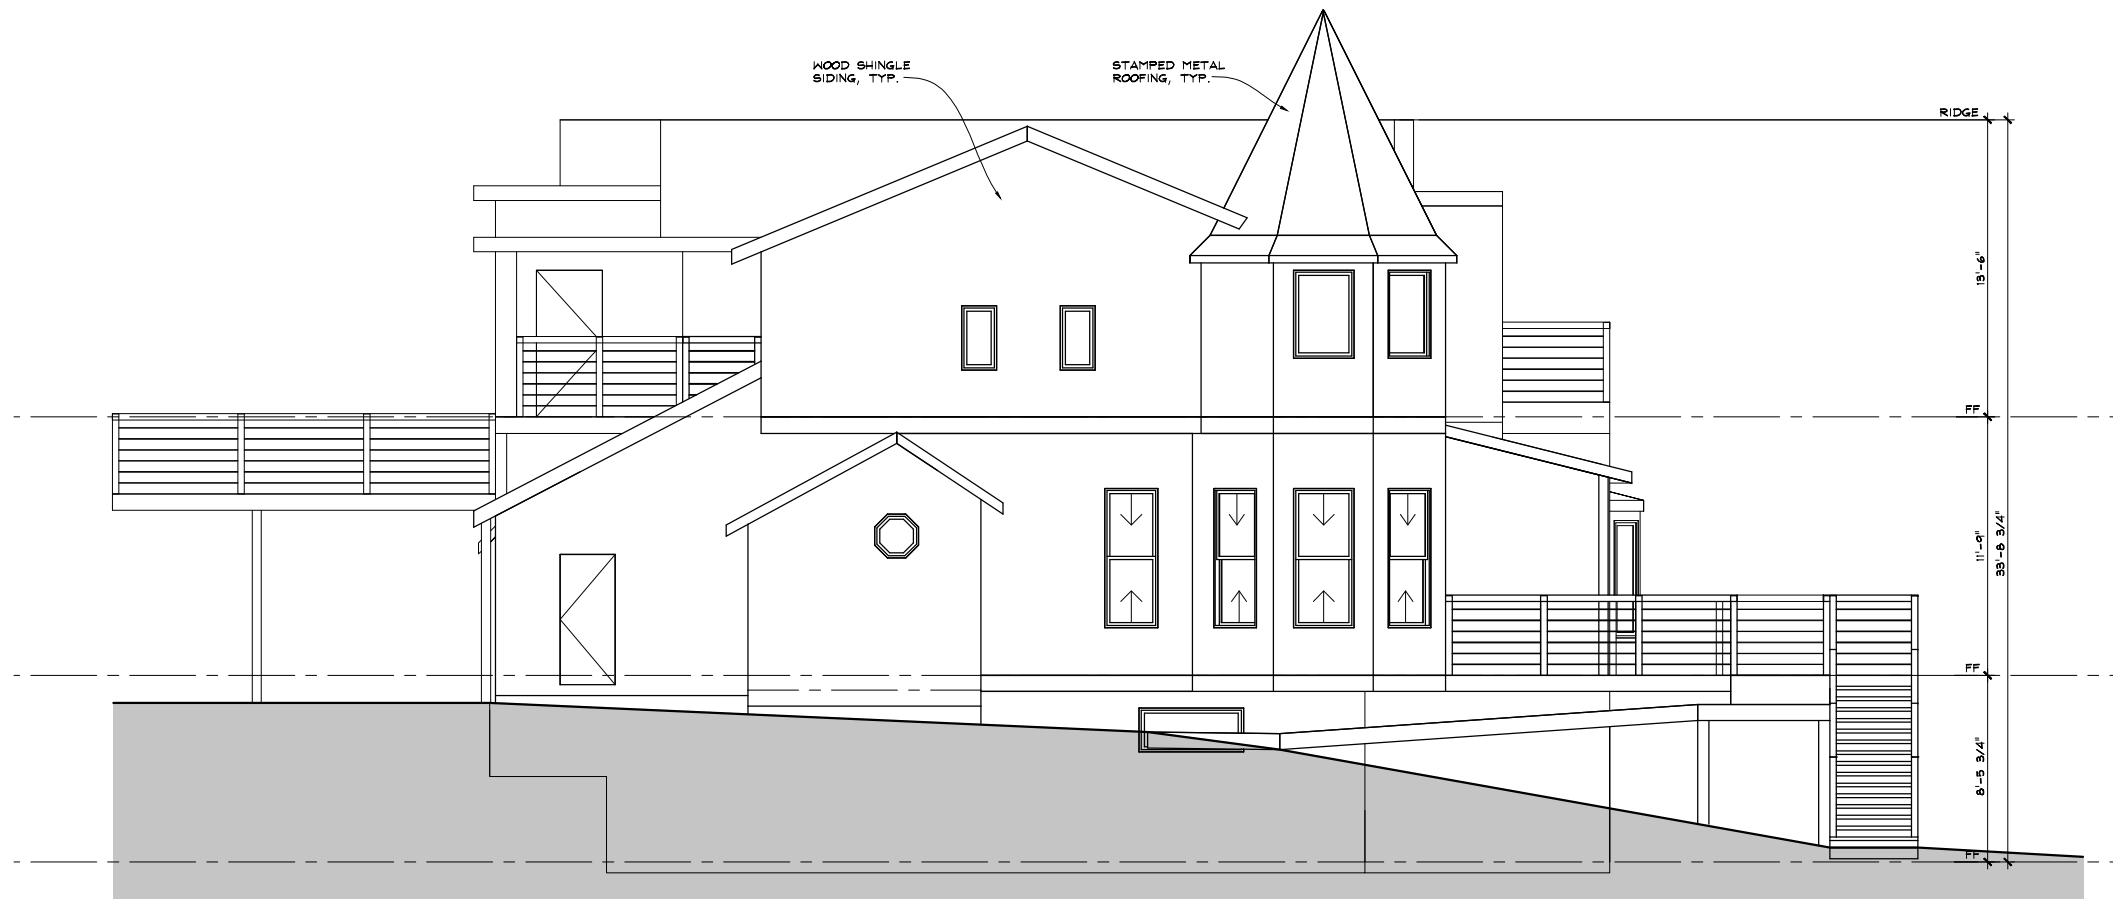 WOOD SHINGLE
SIDING, TYP.
STAMPED METAL
ROOFING, TYP.
RIDGE
13'-6"
FF
11'-9"
33'-8 3/4"
FF
8'-5 3/4"
FF